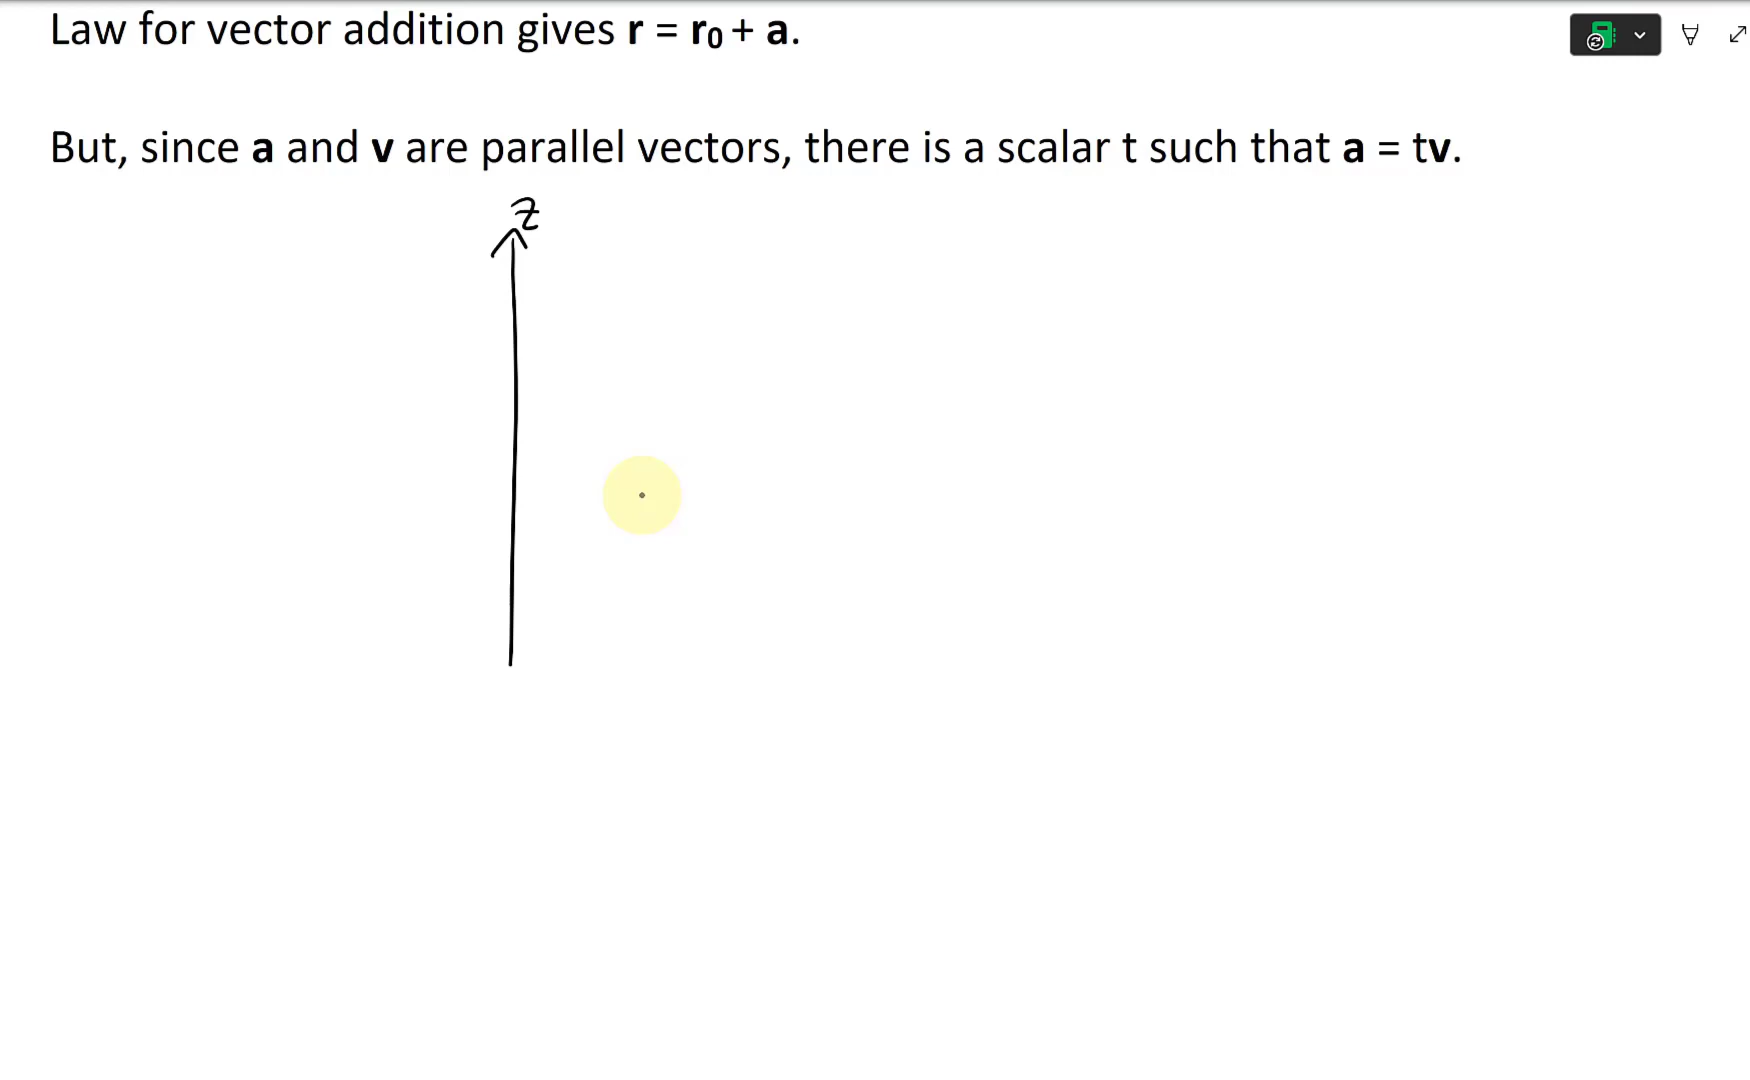 Law for vector addition gives r = r₀ + a.
But, since a and v are parallel vectors, there is a scalar t such that a = tv.
z